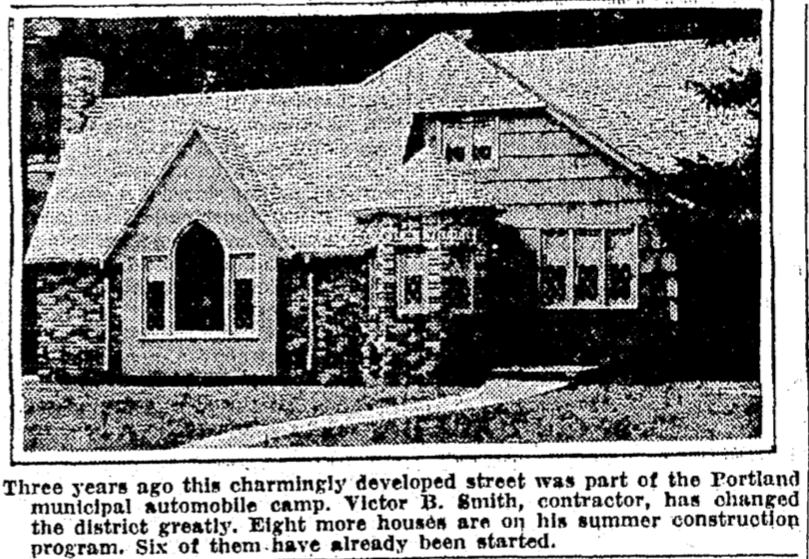 Three years ago this charmingly developed street was part of the Portland
municipal automobile camp. Victor B. Smith, contractor, has changed
the district greatly. Eight more houses are on his summer construction
program. Six of them have already been started.